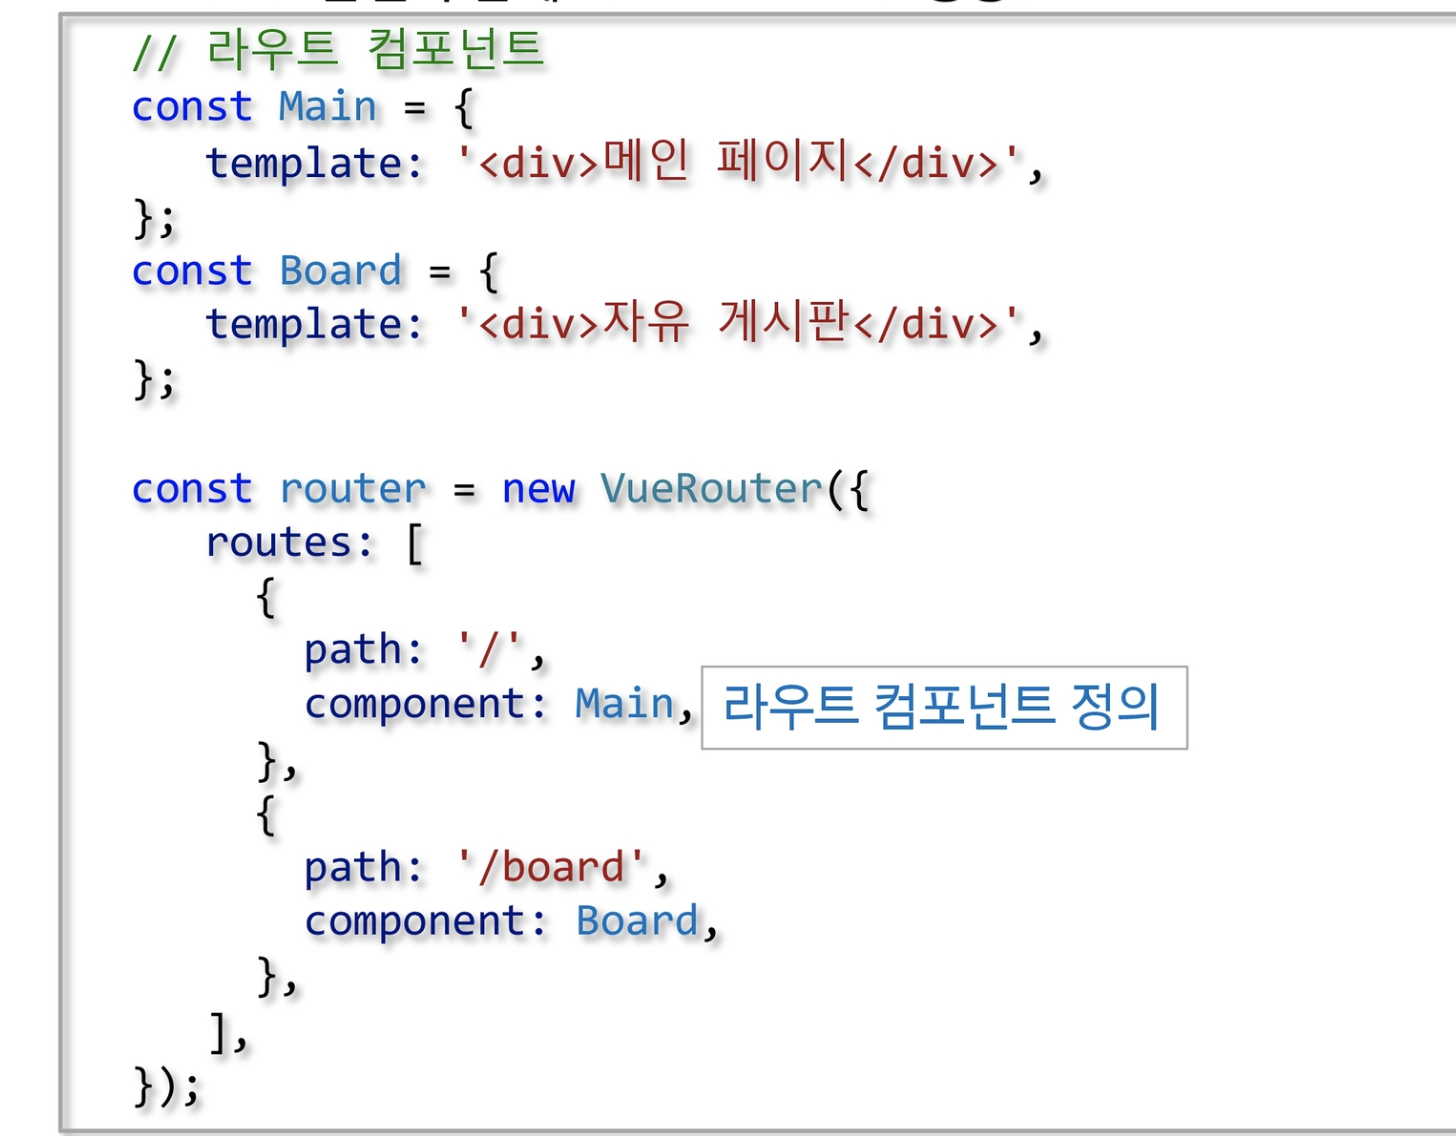 // 라우트 컴포넌트
const Main = {
template: '<div>메인 페이지</div>',
};
const Board = {
template: '<div>자유 게시판</div>',
};
const router = new VueRouter({
routes: [
{
path: '/',
component: Main,
라우트 컴포넌트 정의
},
{
path: '/board',
component: Board,
},
],
});